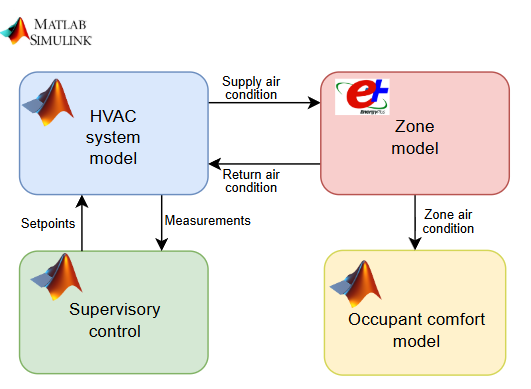 MATLAB
SIMULINK
Supply air
condition
HVAC
system
model
e+
EnergyPlus
Zone
model
Return air
condition
Setpoints
Measurements
Zone air
condition
Supervisory
control
Occupant comfort
model